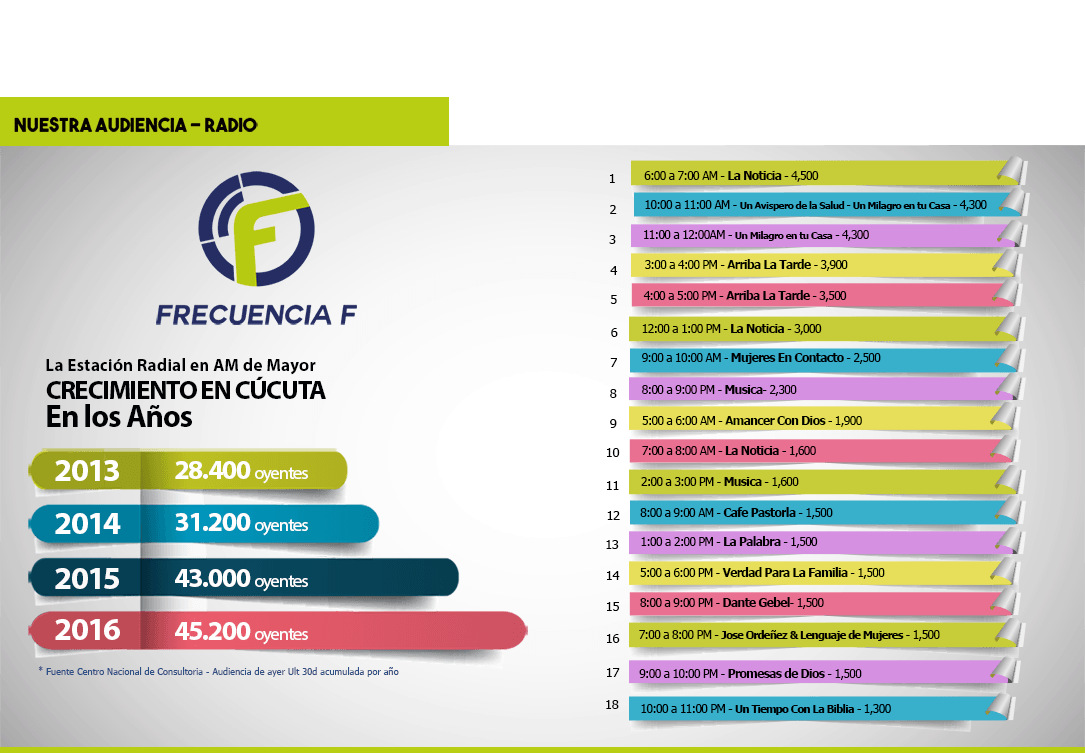 NUESTRA AUDIENCIA – RADIO
FRECUENCIA F
La Estación Radial en AM de Mayor
CRECIMIENTO EN CÚCUTA
En los Años
2013 28.400 oyentes
2014 31.200 oyentes
2015 43.000 oyentes
2016 45.200 oyentes
* Fuente Centro Nacional de Consultoria - Audiencia de ayer Ult 30d acumulada por año
1 6:00 a 7:00 AM - La Noticia - 4,500
2 10:00 a 11:00 AM - Un Avispero de la Salud - Un Milagro en tu Casa - 4,300
3 11:00 a 12:00AM - Un Milagro en tu Casa - 4,300
4 3:00 a 4:00 PM - Arriba La Tarde - 3,900
5 4:00 a 5:00 PM - Arriba La Tarde - 3,500
6 12:00 a 1:00 PM - La Noticia - 3,000
7 9:00 a 10:00 AM - Mujeres En Contacto - 2,500
8 8:00 a 9:00 PM - Musica- 2,300
9 5:00 a 6:00 AM - Amancer Con Dios - 1,900
10 7:00 a 8:00 AM - La Noticia - 1,600
11 2:00 a 3:00 PM - Musica - 1,600
12 8:00 a 9:00 AM - Cafe Pastorla - 1,500
13 1:00 a 2:00 PM - La Palabra - 1,500
14 5:00 a 6:00 PM - Verdad Para La Familia - 1,500
15 8:00 a 9:00 PM - Dante Gebel- 1,500
16 7:00 a 8:00 PM - Jose Ordeñez & Lenguaje de Mujeres - 1,500
17 9:00 a 10:00 PM - Promesas de Dios - 1,500
18 10:00 a 11:00 PM - Un Tiempo Con La Biblia - 1,300